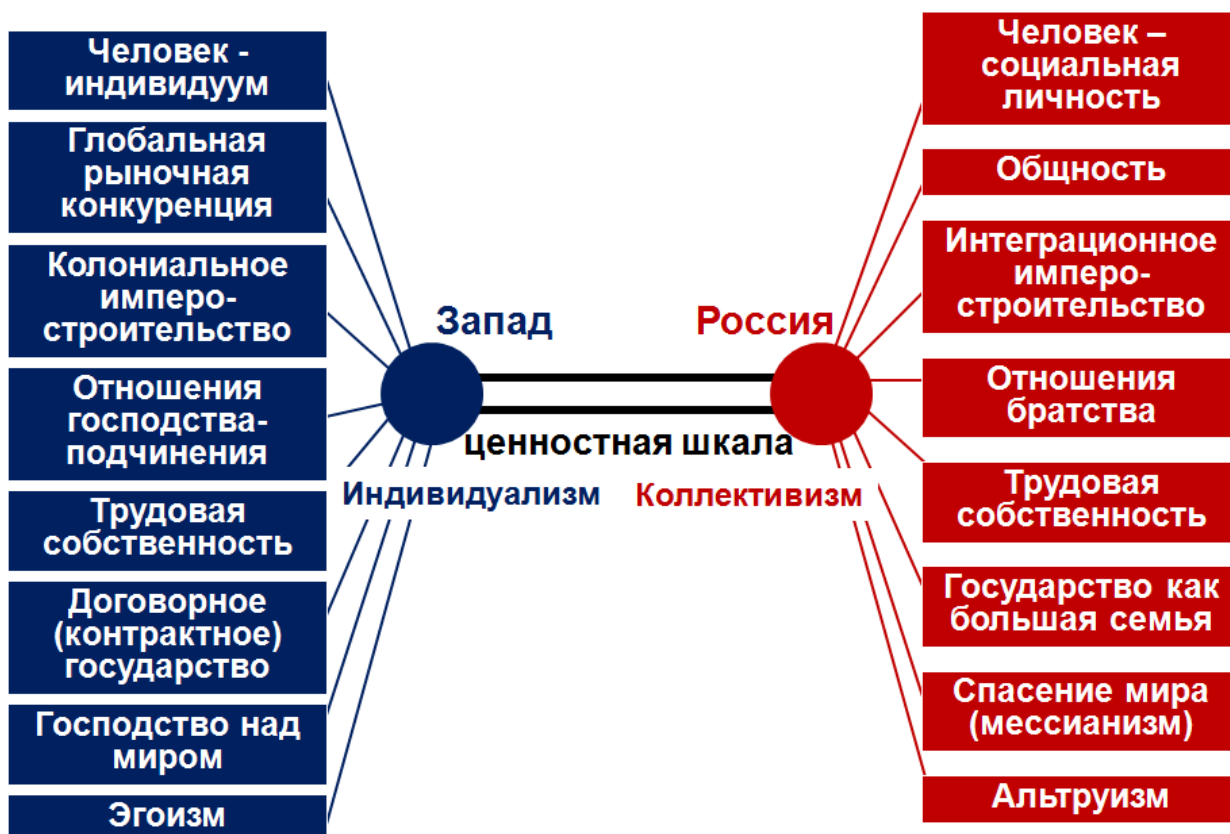 Человек -
индивидуум
Глобальная
рыночная
конкуренция
Колониальное
имперо-
строительство
Отношения
господства-
подчинения
Трудовая
собственность
Договорное
(контрактное)
государство
Господство над
миром
Эгоизм
Запад
Россия
ценностная шкала
Индивидуализм
Коллективизм
Человек –
социальная
личность
Общность
Интеграционное
имперо-
строительство
Отношения
братства
Трудовая
собственность
Государство как
большая семья
Спасение мира
(мессианизм)
Альтруизм